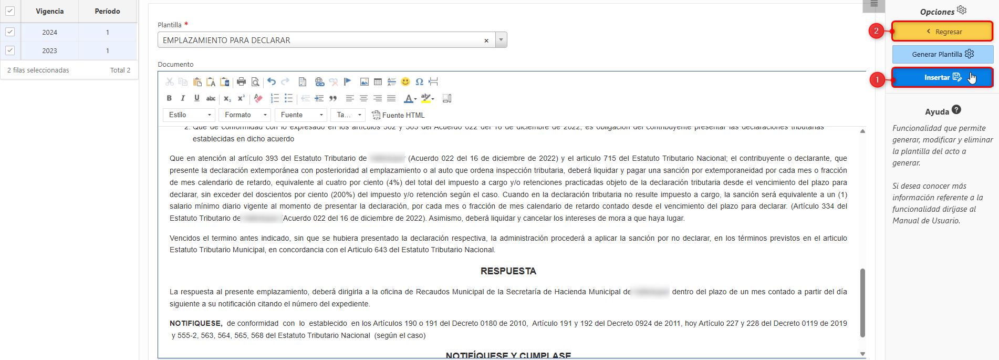 Vigencia Período
2024 1
2023 1
2 filas seleccionadas Total 2
Plantilla *
EMPLAZAMIENTO PARA DECLARAR
Documento
Estilo Formato Fuente Ta... Fuente HTML
2. Que de conformidad con lo expresado en los artículos 302 y 303 del Acuerdo 022 del 16 de diciembre de 2022, es obligación del contribuyente presentar las declaraciones tributarias
establecidas en dicho acuerdo
Que en atención al artículo 393 del Estatuto Tributario de (Acuerdo 022 del 16 de diciembre de 2022) y el articulo 715 del Estatuto Tributario Nacional; el contribuyente o declarante, que
presente la declaración extemporánea con posterioridad al emplazamiento o al auto que ordena inspección tributaria, deberá liquidar y pagar una sanción por extemporaneidad por cada mes o fracción
de mes calendario de retardo, equivalente al cuatro por ciento (4%) del total del impuesto a cargo y/o retenciones practicadas objeto de la declaración tributaria desde el vencimiento del plazo para
declarar, sin exceder del doscientos por ciento (200%) del impuesto y/o retención según el caso. Cuando en la declaración tributaria no resulte impuesto a cargo, la sanción será equivalente a un (1)
salario mínimo diario vigente al momento de presentar la declaración, por cada mes o fracción de mes calendario de retardo contado desde el vencimiento del plazo para declarar. (Artículo 334 del
Estatuto Tributario de (Acuerdo 022 del 16 de diciembre de 2022). Asimismo, deberá liquidar y cancelar los intereses de mora a que haya lugar.
Vencidos el termino antes indicado, sin que se hubiera presentado la declaración respectiva, la administración procederá a aplicar la sanción por no declarar, en los términos previstos en el articulo
Estatuto Tributario Municipal, en concordancia con el Articulo 643 del Estatuto Tributario Nacional.
RESPUESTA
La respuesta al presente emplazamiento, deberá dirigirla a la oficina de Recaudos Municipal de la Secretaría de Hacienda Municipal de dentro del plazo de un mes contado a partir del día
siguiente a su notificación citando el número del expediente.
NOTIFIQUESE, de conformidad con lo establecido en los Artículos 190 o 191 del Decreto 0180 de 2010, Artículo 191 y 192 del Decreto 0924 de 2011, hoy Artículo 227 y 228 del Decreto 0119 de 2019
y 555-2, 563, 564, 565, 568 del Estatuto Tributario Nacional (según el caso)
NOTIFÍQUESE Y CUMPLASE
Opciones
2 Regresar
Generar Plantilla
1 Insertar
Ayuda
Funcionalidad que permite
generar, modificar y eliminar
la plantilla del acto a
generar.
Si desea conocer más
información referente a la
funcionalidad diríjase al
Manual de Usuario.